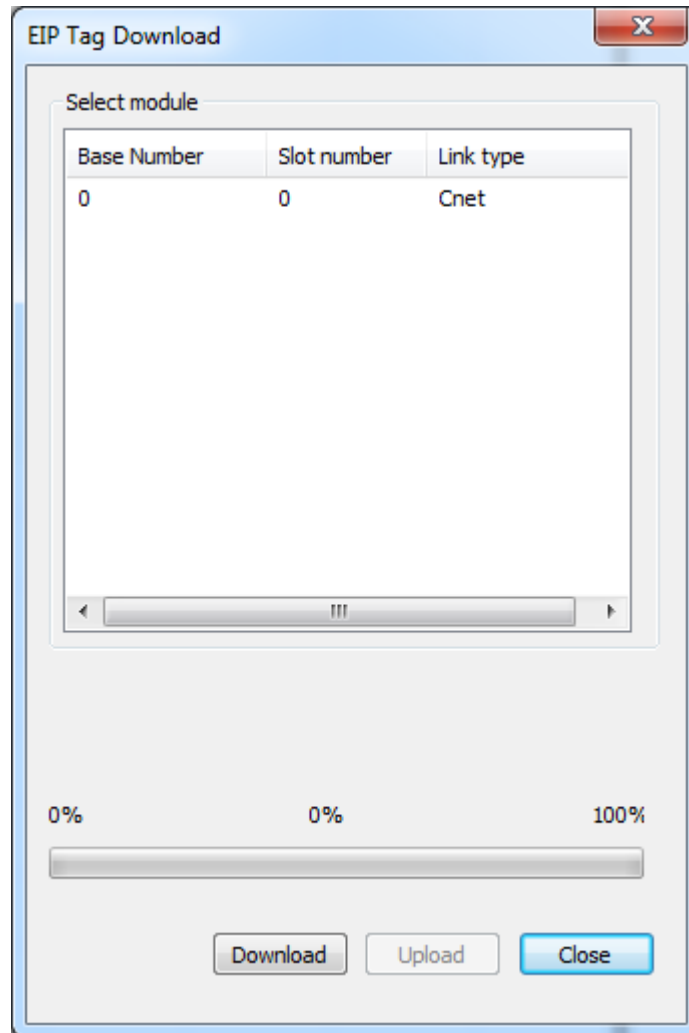 EIP Tag Download
Select module
Base Number Slot number Link type
0 0 Cnet
0% 0% 100%
Download Upload Close